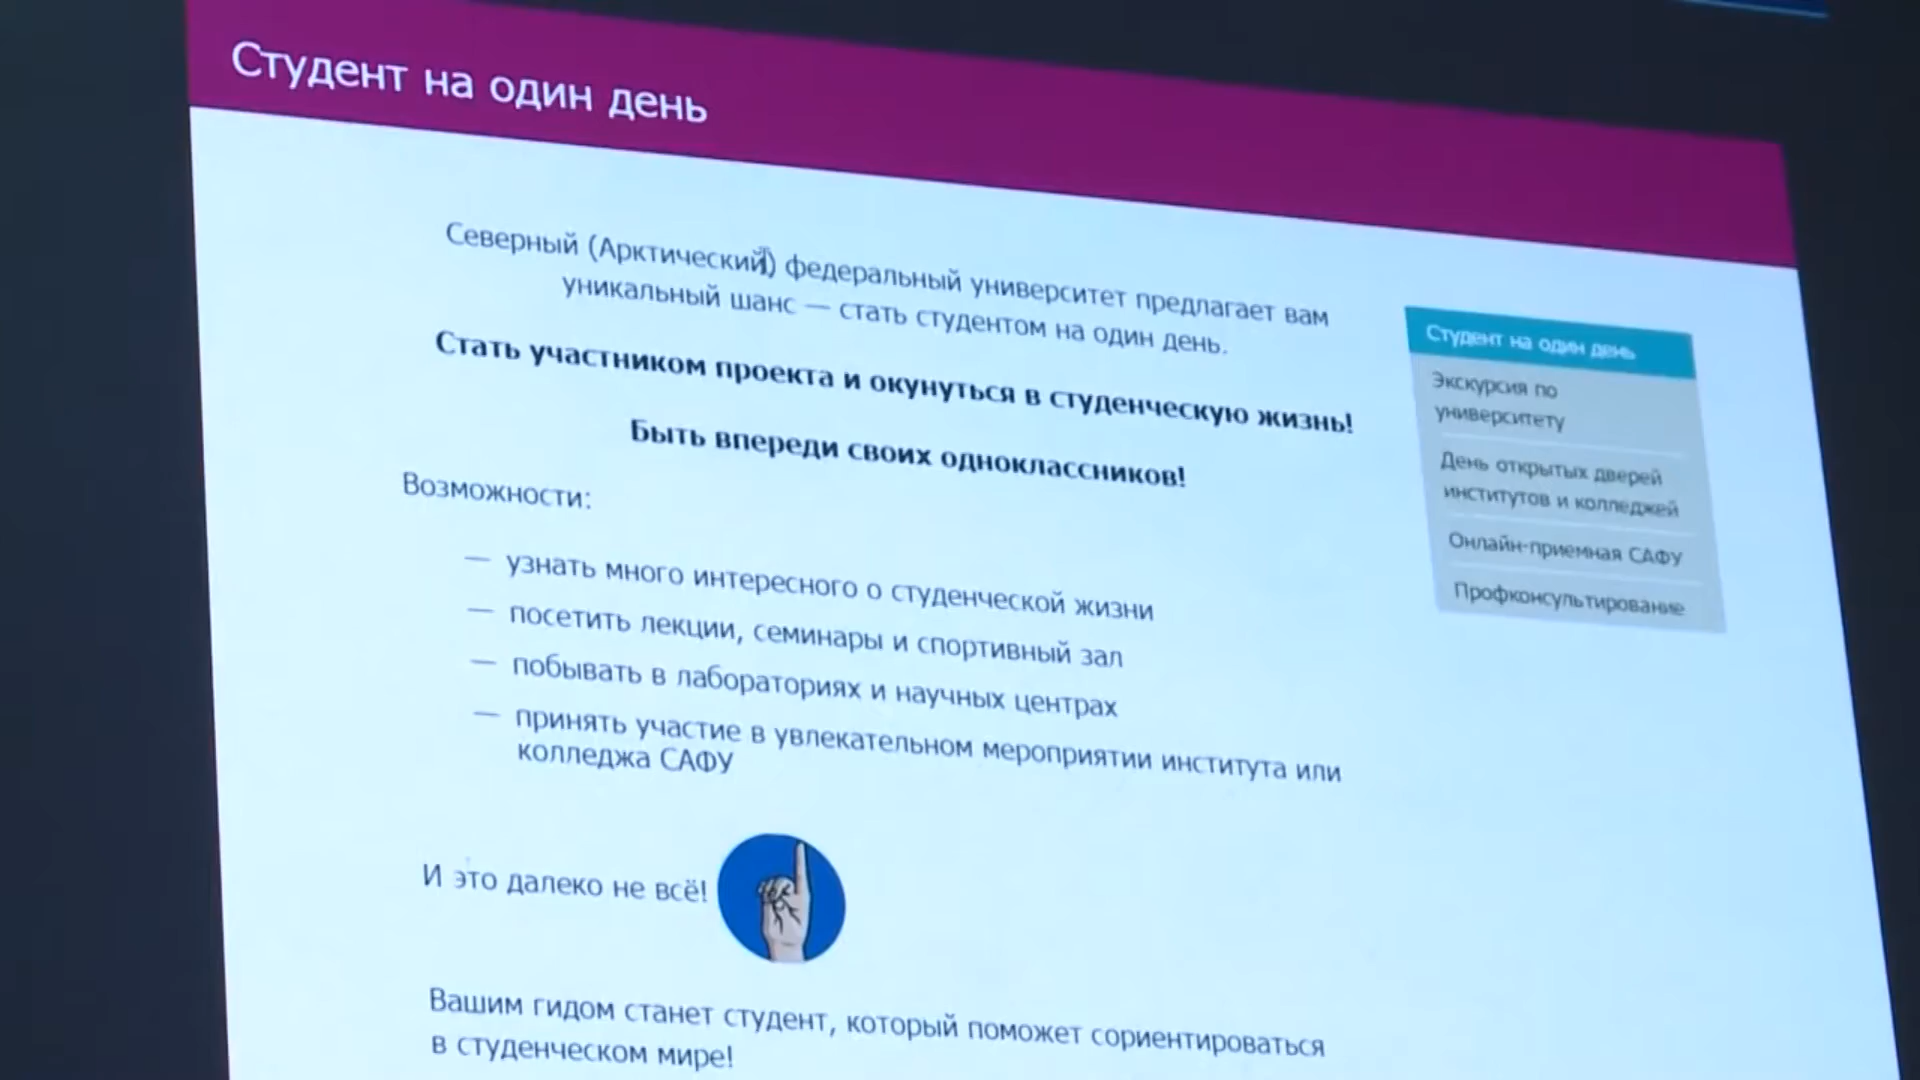 Студент на один день
Северный (Арктический) федеральный университет предлагает вам
уникальный шанс — стать студентом на один день.
Стать участником проекта и окунуться в студенческую жизнь!
Быть впереди своих одноклассников!
Возможности:
— узнать много интересного о студенческой жизни
— посетить лекции, семинары и спортивный зал
— побывать в лабораториях и научных центрах
— принять участие в увлекательном мероприятии института или
колледжа САФУ
И это далеко не всё!
Вашим гидом станет студент, который поможет сориентироваться
в студенческом мире!
Студент на один день
Экскурсия по
университету
День открытых дверей
институтов и колледжей
Онлайн-приемная САФУ
Профконсультирование